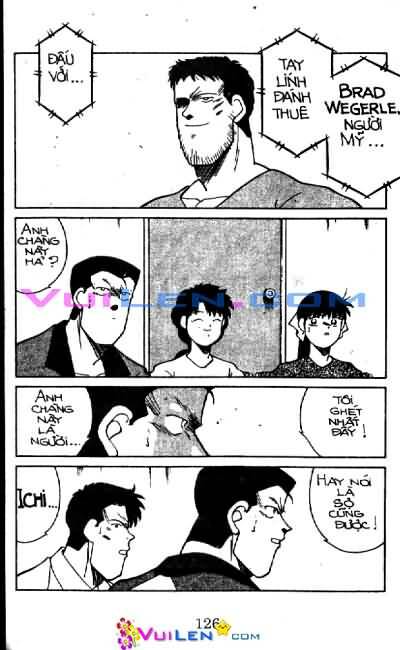 ĐẤU
VỚI...
TAY
LÍNH
ĐÁNH
THUÊ
BRAD
WEGERLE,
NGƯỜI
MỸ...
ANH
CHÀNG
NÀY
HẢ?
VuiLen.com
ANH
CHÀNG
NÀY
LÀ
NGƯỜI...
TÔI
GHÉT
NHẤT
ĐẤY!
ICHI...
HAY NÓI
LÀ
SỢ
CŨNG
ĐƯỢC!
126
VuiLen.com